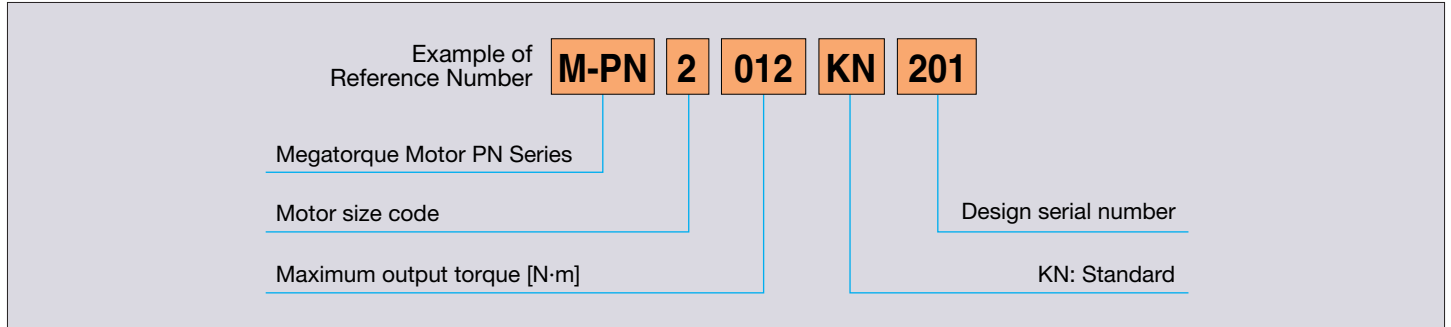 Example of
Reference Number
M-PN 2 012 KN 201
Megatorque Motor PN Series
Motor size code
Design serial number
Maximum output torque [N·m]
KN: Standard